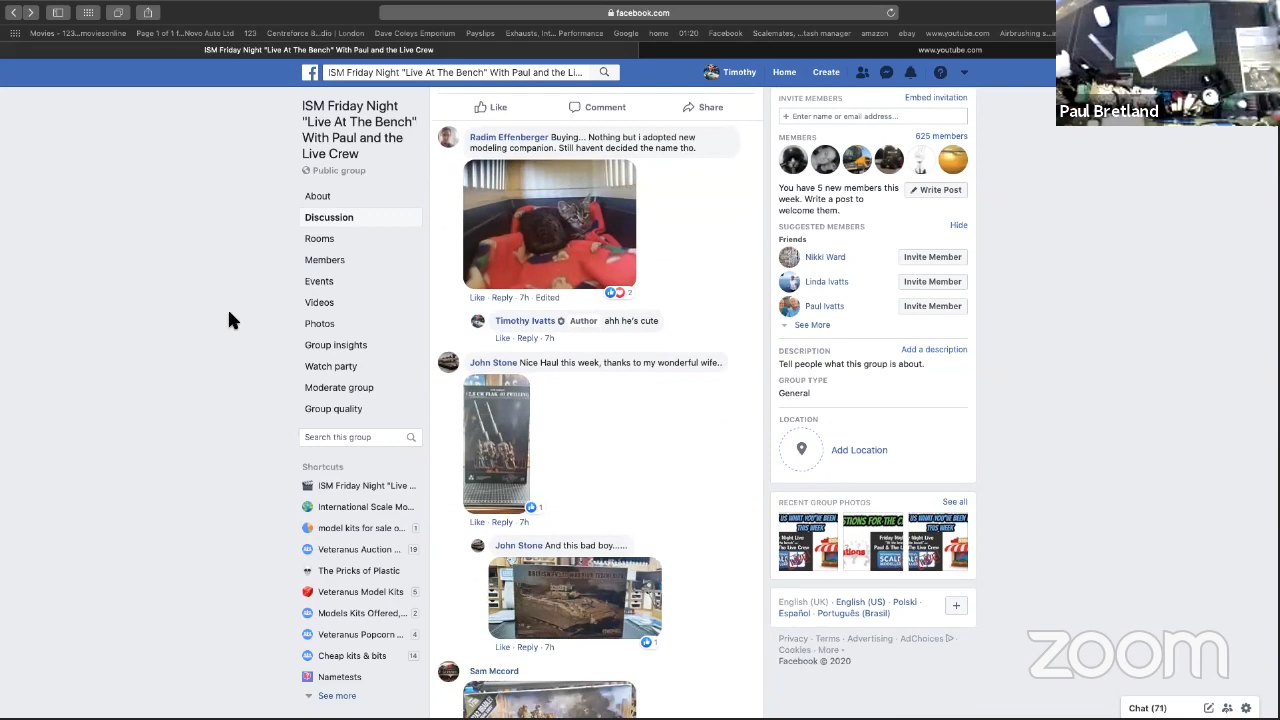 facebook.com
Movies - 123...moviesonline
Page 1 of 1 f...Novo Auto Ltd
123
Centreforce B...io | London
Dave Coleys Emporium
Payslips
Exhausts, Int... Performance
Google
home
01:20
Facebook
Scalemates, ...tash manager
amazon
ebay
www.youtube.com
Airbrushing s
ISM Friday Night "Live At The Bench" With Paul and the Live Crew
www.youtube.com
ISM Friday Night "Live At The Bench" With Paul and the Li...
Timothy
Home
Create
Paul Bretland
ISM Friday Night
"Live At The Bench"
With Paul and the
Live Crew
Public group
About
Discussion
Rooms
Members
Events
Videos
Photos
Group insights
Watch party
Moderate group
Group quality
Search this group
Shortcuts
ISM Friday Night "Live ...
International Scale Mo...
model kits for sale o... 1
Veteranus Auction ... 19
The Pricks of Plastic
Veteranus Model Kits 5
Models Kits Offered,... 2
Veteranus Popcorn ... 4
Cheap kits & bits 14
Nametests
See more
Like
Comment
Share
Radim Effenberger Buying... Nothing but i adopted new
modeling companion. Still havent decided the name tho.
Like · Reply · 7h · Edited
2
Timothy Ivatts Author ahh he's cute
Like · Reply · 7h
John Stone Nice Haul this week, thanks to my wonderful wife..
1
Like · Reply · 7h
John Stone And this bad boy......
1
Like · Reply · 7h
Sam Mccord
INVITE MEMBERS
Embed invitation
+ Enter name or email address...
MEMBERS
625 members
You have 5 new members this
week. Write a post to
welcome them.
Write Post
SUGGESTED MEMBERS
Hide
Friends
Nikki Ward
Invite Member
Linda Ivatts
Invite Member
Paul Ivatts
Invite Member
See More
DESCRIPTION
Add a description
Tell people what this group is about.
GROUP TYPE
General
LOCATION
Add Location
RECENT GROUP PHOTOS
See all
English (UK) · English (US) · Polski ·
Español · Português (Brasil)
+
Privacy · Terms · Advertising · AdChoices ·
Cookies · More
Facebook © 2020
zoom
Chat (71)